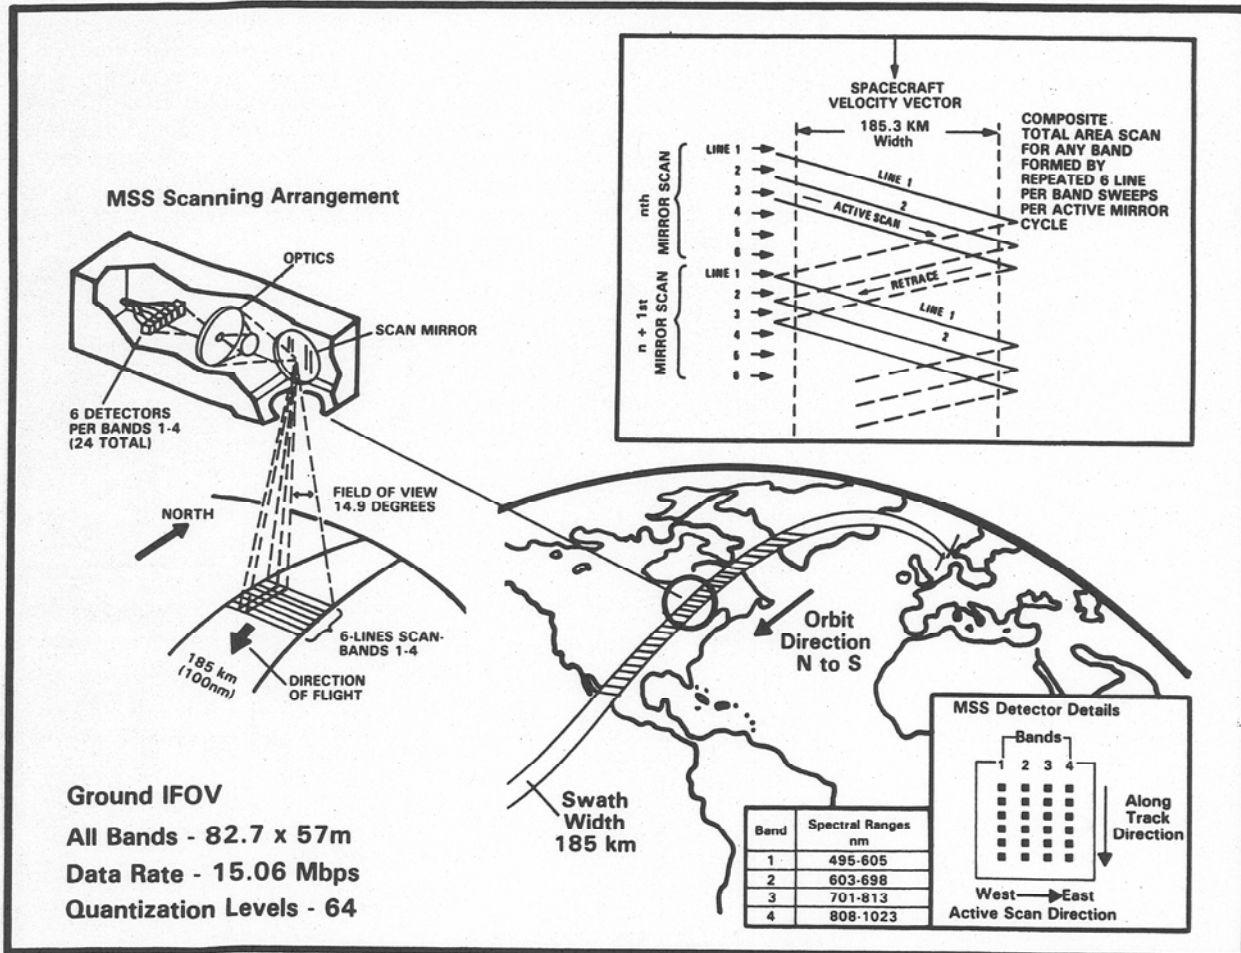 SPACECRAFT
VELOCITY VECTOR
185.3 KM
Width
COMPOSITE
TOTAL AREA SCAN
FOR ANY BAND
FORMED BY
REPEATED 6 LINE
PER BAND SWEEPS
PER ACTIVE MIRROR
CYCLE
nth
MIRROR SCAN
LINE 1
2
3
4
5
6
n + 1st
MIRROR SCAN
LINE 1
2
3
4
5
6
LINE 1
2
ACTIVE SCAN
RETRACE
LINE 1
2
MSS Scanning Arrangement
OPTICS
SCAN MIRROR
6 DETECTORS
PER BANDS 1-4
(24 TOTAL)
FIELD OF VIEW
14.9 DEGREES
NORTH
6-LINES SCAN-
BANDS 1-4
185 km
(100nm)
DIRECTION
OF FLIGHT
Orbit
Direction
N to S
Swath
Width
185 km
Ground IFOV
All Bands - 82.7 x 57m
Data Rate - 15.06 Mbps
Quantization Levels - 64
Band Spectral Ranges
nm
1 495-605
2 603-698
3 701-813
4 808-1023
MSS Detector Details
Bands
1 2 3 4
Along
Track
Direction
West East
Active Scan Direction